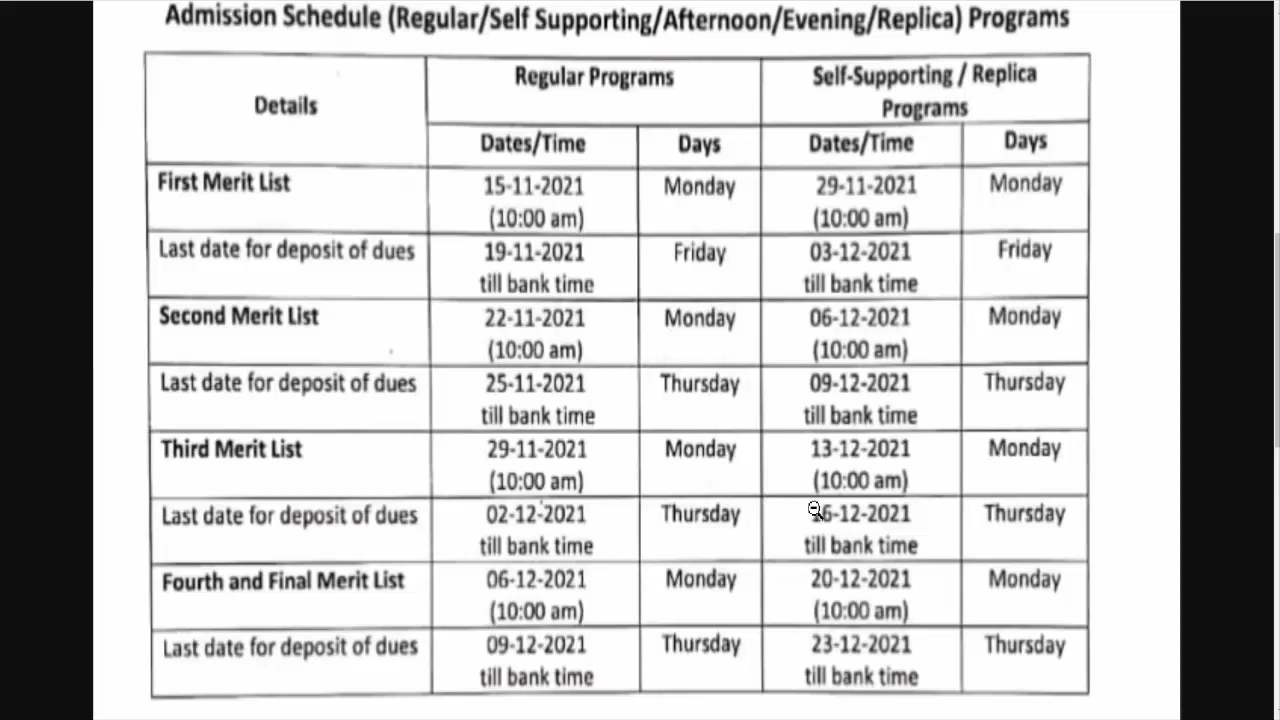 Admission Schedule (Regular/Self Supporting/Afternoon/Evening/Replica) Programs
Details
Regular Programs
Self-Supporting / Replica
Programs
Dates/Time
Days
Dates/Time
Days
First Merit List
15-11-2021
(10:00 am)
Monday
29-11-2021
(10:00 am)
Monday
Last date for deposit of dues
19-11-2021
till bank time
Friday
03-12-2021
till bank time
Friday
Second Merit List
22-11-2021
(10:00 am)
Monday
06-12-2021
(10:00 am)
Monday
Last date for deposit of dues
25-11-2021
till bank time
Thursday
09-12-2021
till bank time
Thursday
Third Merit List
29-11-2021
(10:00 am)
Monday
13-12-2021
(10:00 am)
Monday
Last date for deposit of dues
02-12-2021
till bank time
Thursday
16-12-2021
till bank time
Thursday
Fourth and Final Merit List
06-12-2021
(10:00 am)
Monday
20-12-2021
(10:00 am)
Monday
Last date for deposit of dues
09-12-2021
till bank time
Thursday
23-12-2021
till bank time
Thursday